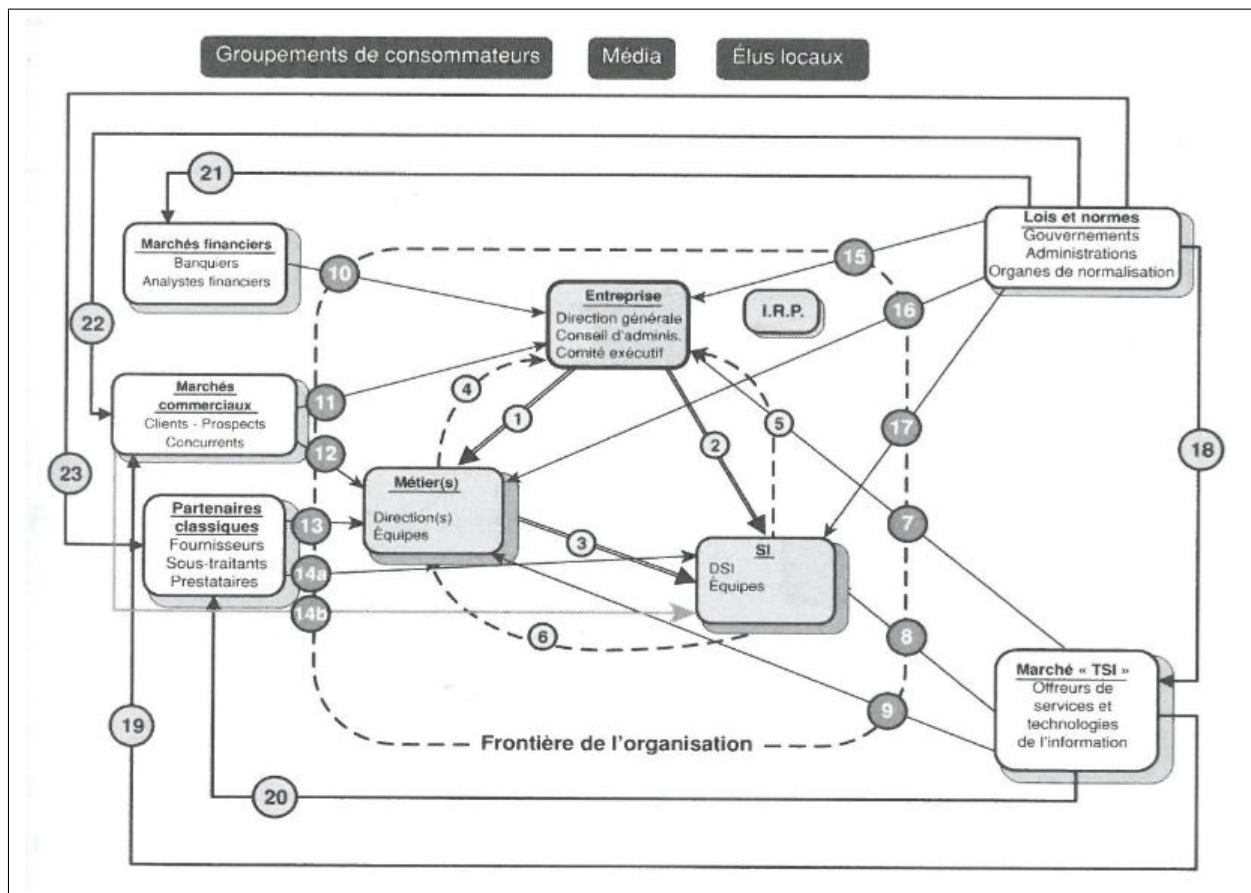 Groupements de consommateurs
Média
Élus locaux
21
Marchés financiers
Banquiers
Analystes financiers
Lois et normes
Gouvernements
Administrations
Organes de normalisation
10
15
Entreprise
Direction générale
Conseil d'adminis.
Comité exécutif
I.R.P.
16
22
4
11
Marchés
commerciaux
Clients - Prospects
Concurrents
1
2
5
17
18
12
23
Métier(s)
Direction(s)
Équipes
Partenaires
classiques
Fournisseurs
Sous-traitants
Prestataires
13
3
7
SI
DSI
Équipes
14a
14b
6
8
Marché « TSI »
Offreurs de
services et
technologies
de l'information
9
19
Frontière de l'organisation
20